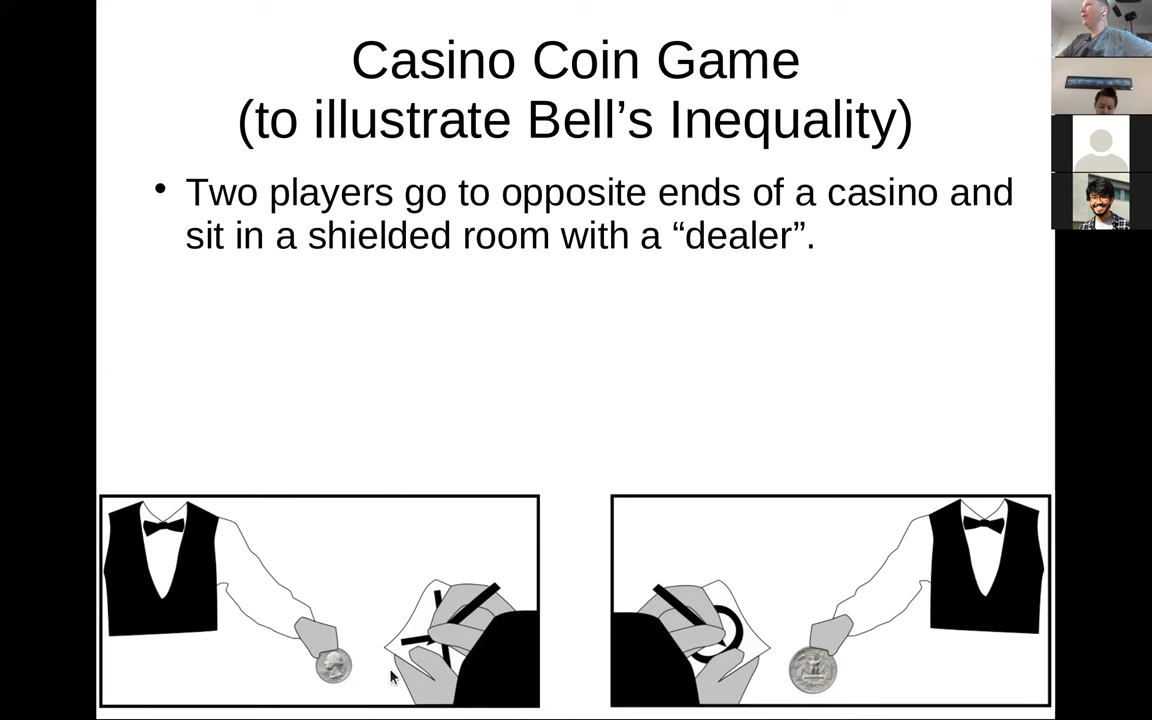 Casino Coin Game
(to illustrate Bell’s Inequality)
• Two players go to opposite ends of a casino and
sit in a shielded room with a “dealer”.